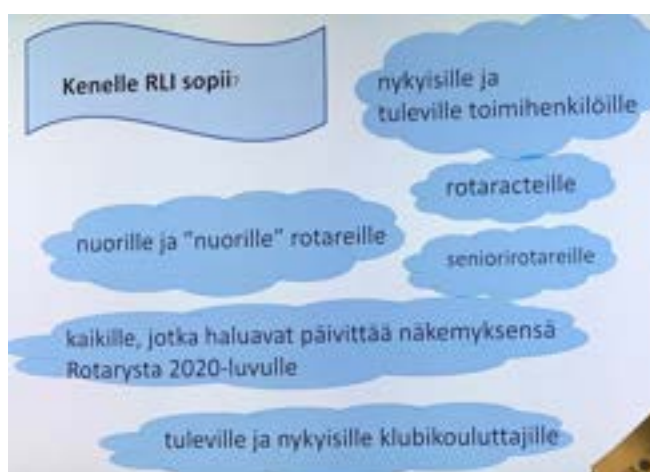 Kenelle RLI sopii?
nykyisille ja
tuleville toimihenkilöille
rotaracteille
nuorille ja "nuorille" rotareille
seniorirotareille
kaikille, jotka haluavat päivittää näkemyksensä
Rotarysta 2020-luvulle
tuleville ja nykyisille klubikouluttajille